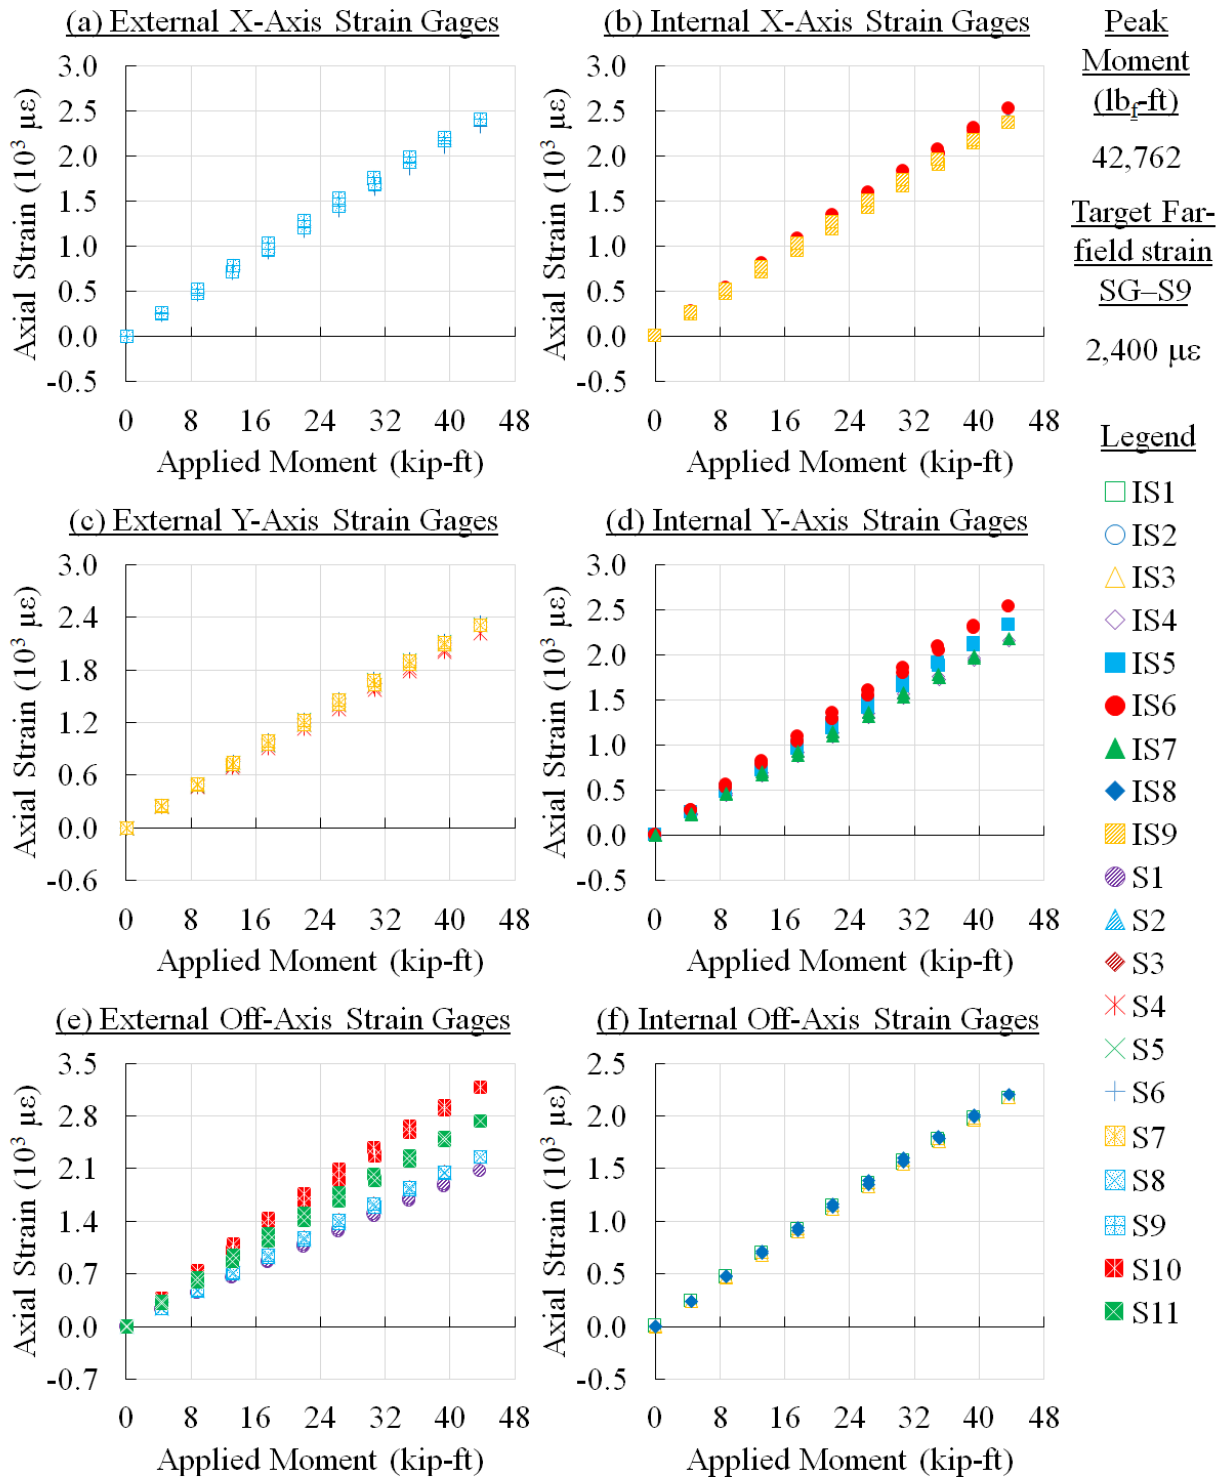 (a) External X-Axis Strain Gages
3.0
2.5
2.0
1.5
1.0
0.5
0.0
-0.5
Axial Strain (10³ µε)
0 8 16 24 32 40 48
Applied Moment (kip-ft)
(b) Internal X-Axis Strain Gages
3.0
2.5
2.0
1.5
1.0
0.5
0.0
-0.5
Axial Strain (10³ µε)
0 8 16 24 32 40 48
Applied Moment (kip-ft)
(c) External Y-Axis Strain Gages
3.0
2.4
1.8
1.2
0.6
0.0
-0.6
Axial Strain (10³ µε)
0 8 16 24 32 40 48
Applied Moment (kip-ft)
(d) Internal Y-Axis Strain Gages
3.0
2.5
2.0
1.5
1.0
0.5
0.0
-0.5
Axial Strain (10³ µε)
0 8 16 24 32 40 48
Applied Moment (kip-ft)
(e) External Off-Axis Strain Gages
3.5
2.8
2.1
1.4
0.7
0.0
-0.7
Axial Strain (10³ µε)
0 8 16 24 32 40 48
Applied Moment (kip-ft)
(f) Internal Off-Axis Strain Gages
2.5
2.0
1.5
1.0
0.5
0.0
-0.5
Axial Strain (10³ µε)
0 8 16 24 32 40 48
Applied Moment (kip-ft)
Peak
Moment
(lbf-ft)
42,762
Target Far-
field strain
SG–S9
2,400 µε
Legend
IS1
IS2
IS3
IS4
IS5
IS6
IS7
IS8
IS9
S1
S2
S3
S4
S5
S6
S7
S8
S9
S10
S11